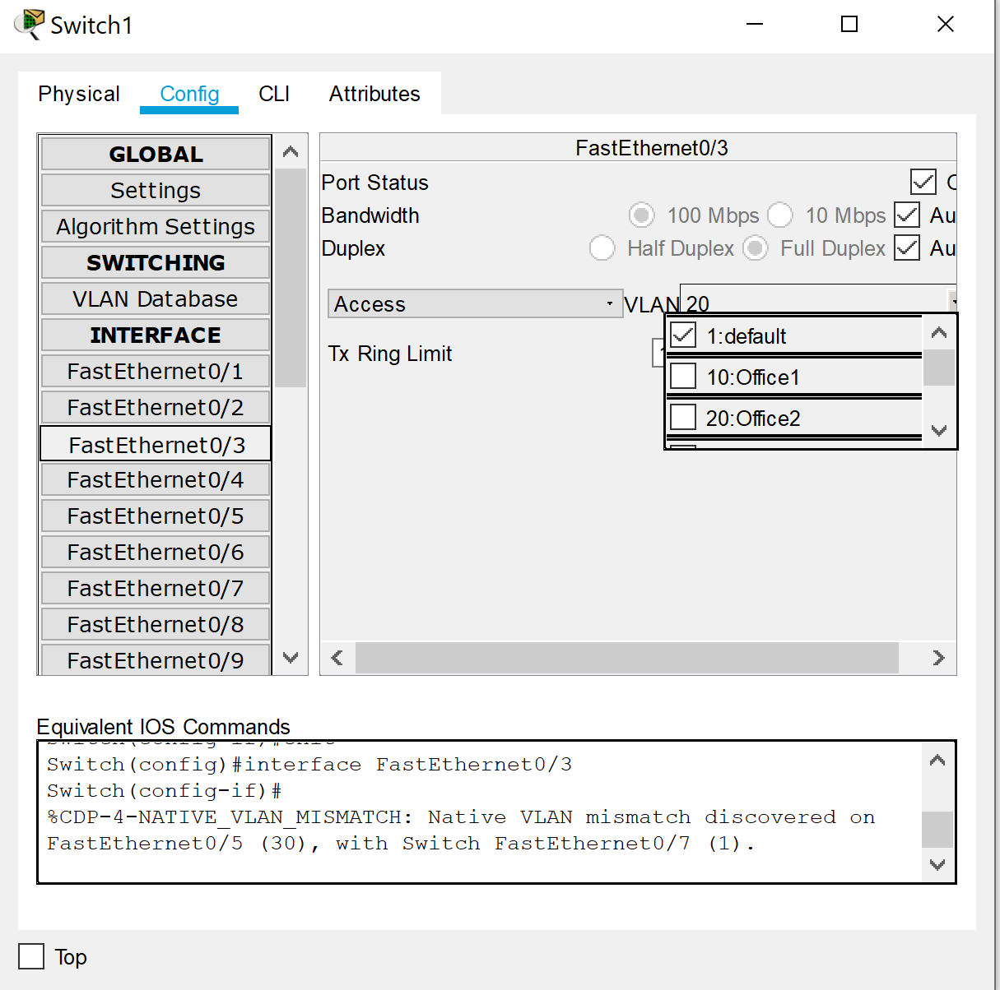 Switch1
Physical Config CLI Attributes
GLOBAL
Settings
Algorithm Settings
SWITCHING
VLAN Database
INTERFACE
FastEthernet0/1
FastEthernet0/2
FastEthernet0/3
FastEthernet0/4
FastEthernet0/5
FastEthernet0/6
FastEthernet0/7
FastEthernet0/8
FastEthernet0/9
FastEthernet0/3
Port Status
Bandwidth 100 Mbps 10 Mbps Au
Duplex Half Duplex Full Duplex Au
Access VLAN 20
1:default
10:Office1
20:Office2
Tx Ring Limit
Equivalent IOS Commands
Switch(config)#interface FastEthernet0/3
Switch(config-if)#
%CDP-4-NATIVE_VLAN_MISMATCH: Native VLAN mismatch discovered on
FastEthernet0/5 (30), with Switch FastEthernet0/7 (1).
Top